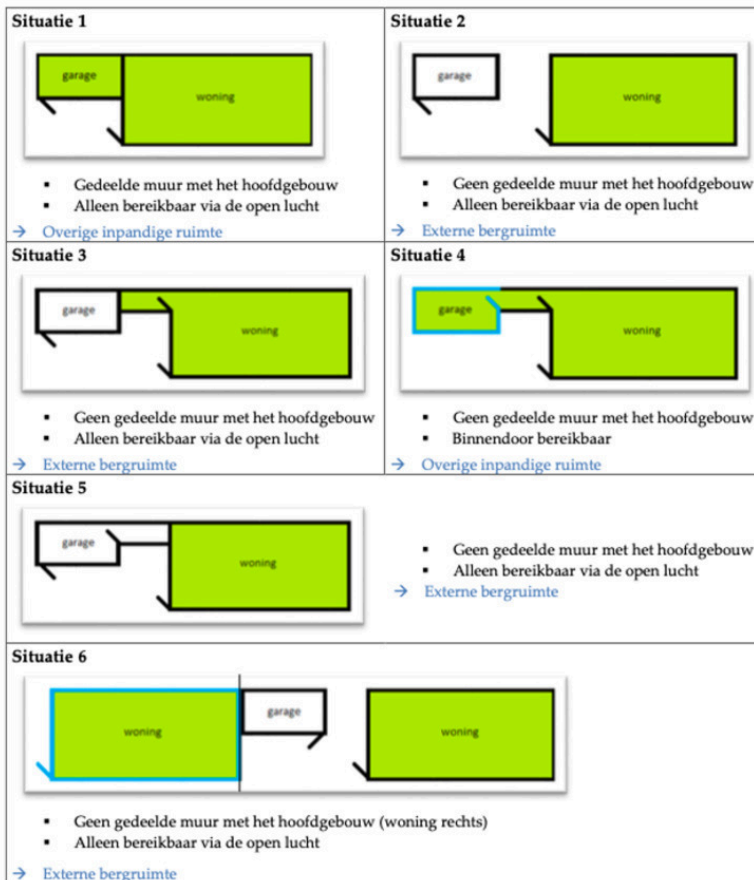 Situatie 1
garage
woning
▪ Gedeelde muur met het hoofdgebouw
▪ Alleen bereikbaar via de open lucht
→ Overige inpandige ruimte
Situatie 2
garage
woning
▪ Geen gedeelde muur met het hoofdgebouw
▪ Alleen bereikbaar via de open lucht
→ Externe bergruimte
Situatie 3
garage
woning
▪ Geen gedeelde muur met het hoofdgebouw
▪ Alleen bereikbaar via de open lucht
→ Externe bergruimte
Situatie 4
garage
woning
▪ Geen gedeelde muur met het hoofdgebouw
▪ Binnendoor bereikbaar
→ Overige inpandige ruimte
Situatie 5
garage
woning
▪ Geen gedeelde muur met het hoofdgebouw
▪ Alleen bereikbaar via de open lucht
→ Externe bergruimte
Situatie 6
woning
garage
woning
▪ Geen gedeelde muur met het hoofdgebouw (woning rechts)
▪ Alleen bereikbaar via de open lucht
→ Externe bergruimte